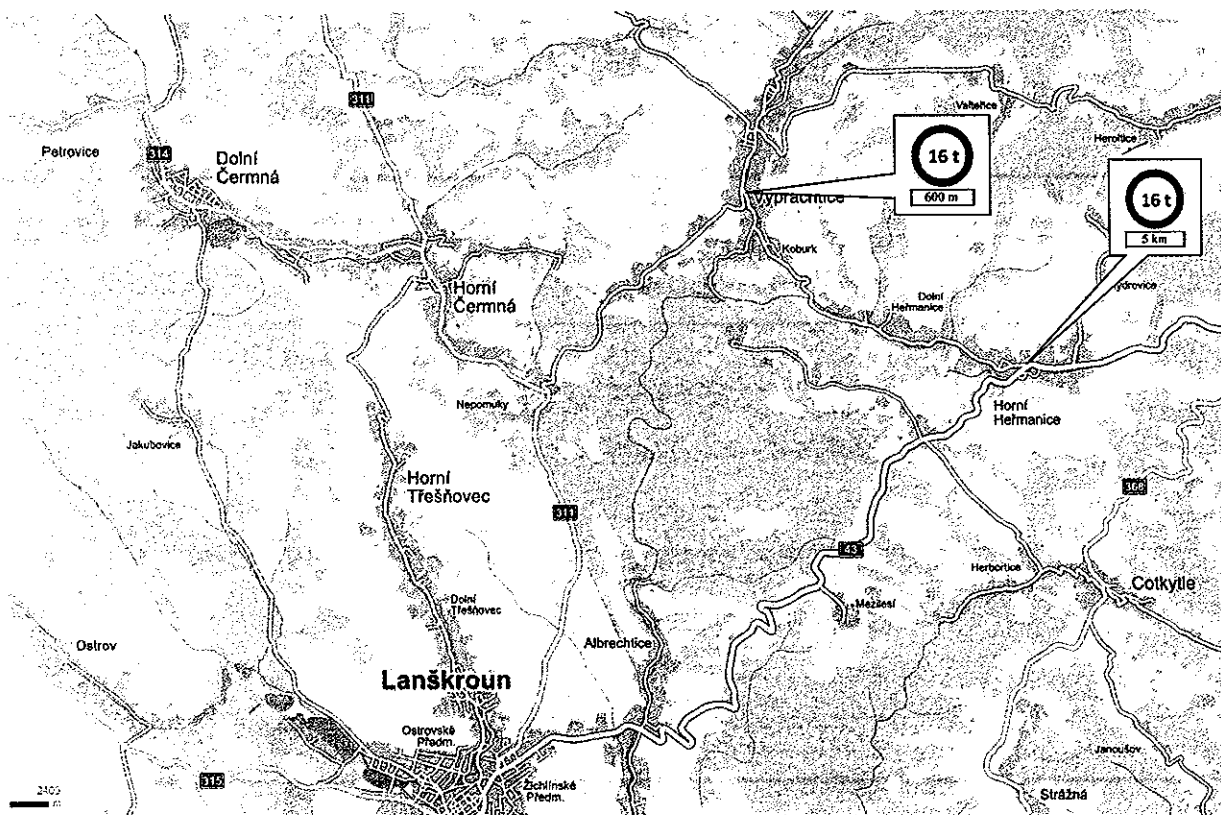 311
Valteřice
Heroltice
Petrovice
314
Dolní
Čermná
16 t
600 m
16 t
5 km
Výprachtice
Koburk
Horní
Čermná
Dolní
Heřmanice
Nepomuky
Horní
Heřmanice
Jakubovice
Horní
Třešňovec
311
368
43
Herbortice
Cotkytle
Mezilesí
Dolní
Třešňovec
Albrechtice
Ostrov
Lanškroun
Ostrovské
Předm.
315
Žichlínské
Předm.
Janoušov
Strážná
m